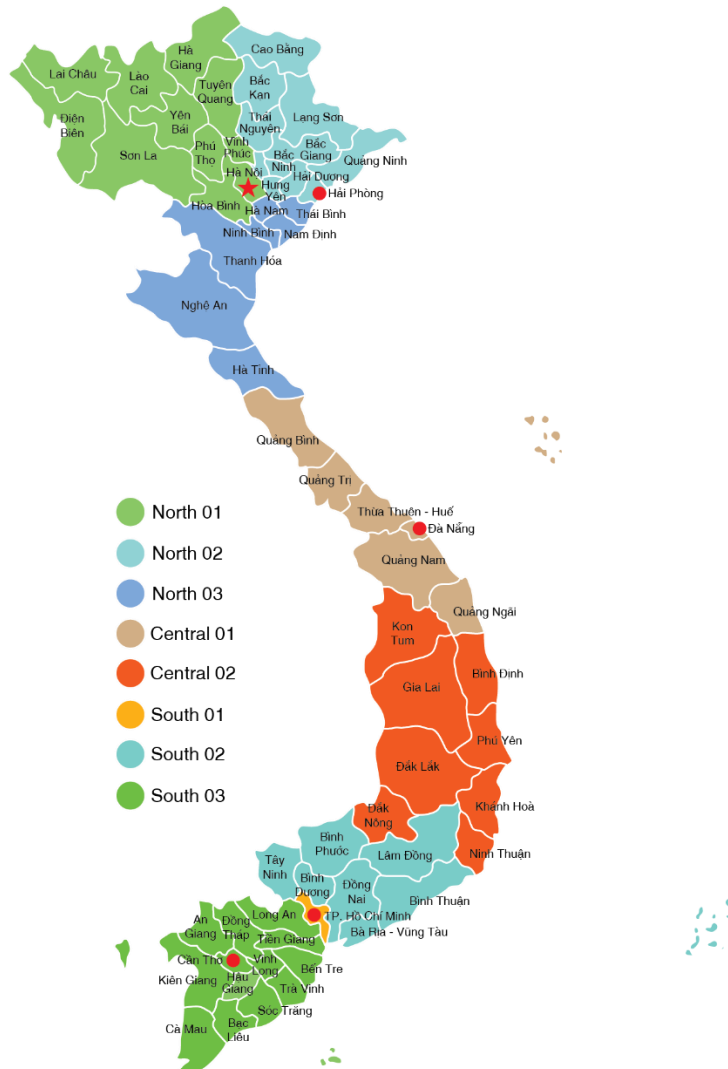 Cao Bằng
Hà
Giang
Lai Châu
Lào
Cai
Tuyên
Quang
Bắc
Kan
Điện
Biên
Yên
Bái
Thái
Nguyên
Lạng Sơn
Sơn La
Phú
Thọ
Vĩnh
Phúc
Bắc
Giang
Bắc
Ninh
Quảng Ninh
Hà Nội
Hải Dương
Hưng
Yên
Hải Phòng
Hòa Bình
Hà Nam
Thái Bình
Ninh Bình
Nam Định
Thanh Hóa
Nghệ An
Hà Tĩnh
Quảng Bình
Quảng Trị
Thừa Thuên - Huế
Đà Nẵng
Quảng Nam
Quảng Ngãi
North 01
North 02
North 03
Central 01
Central 02
South 01
South 02
South 03
Kon
Tum
Bình Định
Gia Lai
Phú Yên
Đắk Lắk
Khánh Hoà
Đắk
Nông
Ninh Thuận
Bình
Phước
Lâm Đồng
Tây
Ninh
Bình
Dương
Đồng
Nai
Bình Thuận
Long An
TP. Hồ Chí Minh
Bà Rịa - Vũng Tàu
An
Giang
Đồng
Tháp
Tiền Giang
Cần Thơ
Vĩnh
Long
Bến Tre
Kiên Giang
Hậu
Giang
Trà Vinh
Sóc Trăng
Cà Mau
Bạc
Liêu